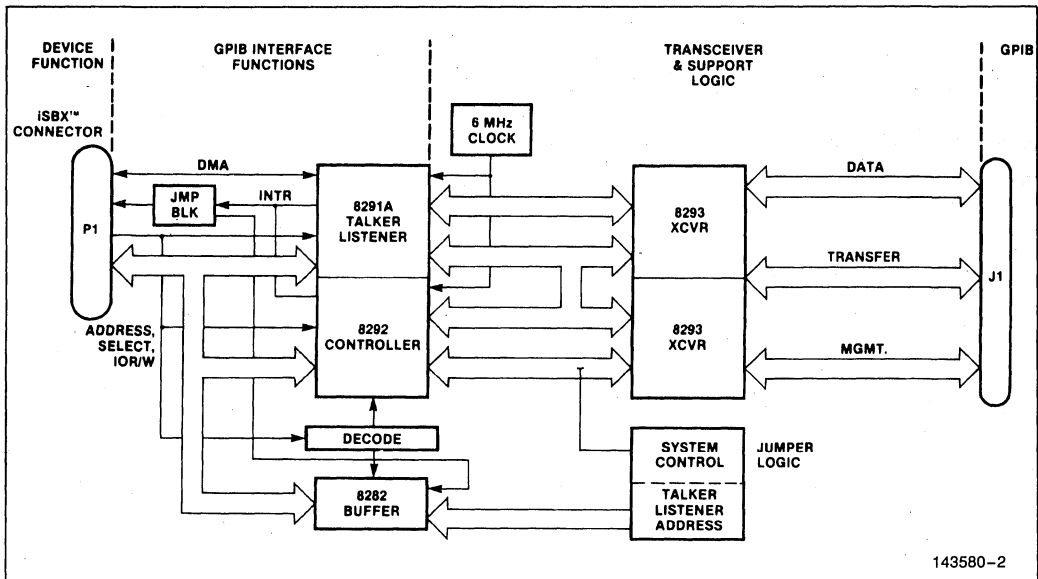 DEVICE
FUNCTION
GPIB INTERFACE
FUNCTIONS
TRANSCEIVER
& SUPPORT
LOGIC
GPIB
iSBX™
CONNECTOR
6 MHz
CLOCK
DMA
DATA
JMP
BLK
INTR
8291A
TALKER
LISTENER
8293
XCVR
P1
TRANSFER
J1
ADDRESS,
SELECT,
IOR/W
8292
CONTROLLER
8293
XCVR
MGMT.
DECODE
SYSTEM
CONTROL
JUMPER
LOGIC
8282
BUFFER
TALKER
LISTENER
ADDRESS
143580-2